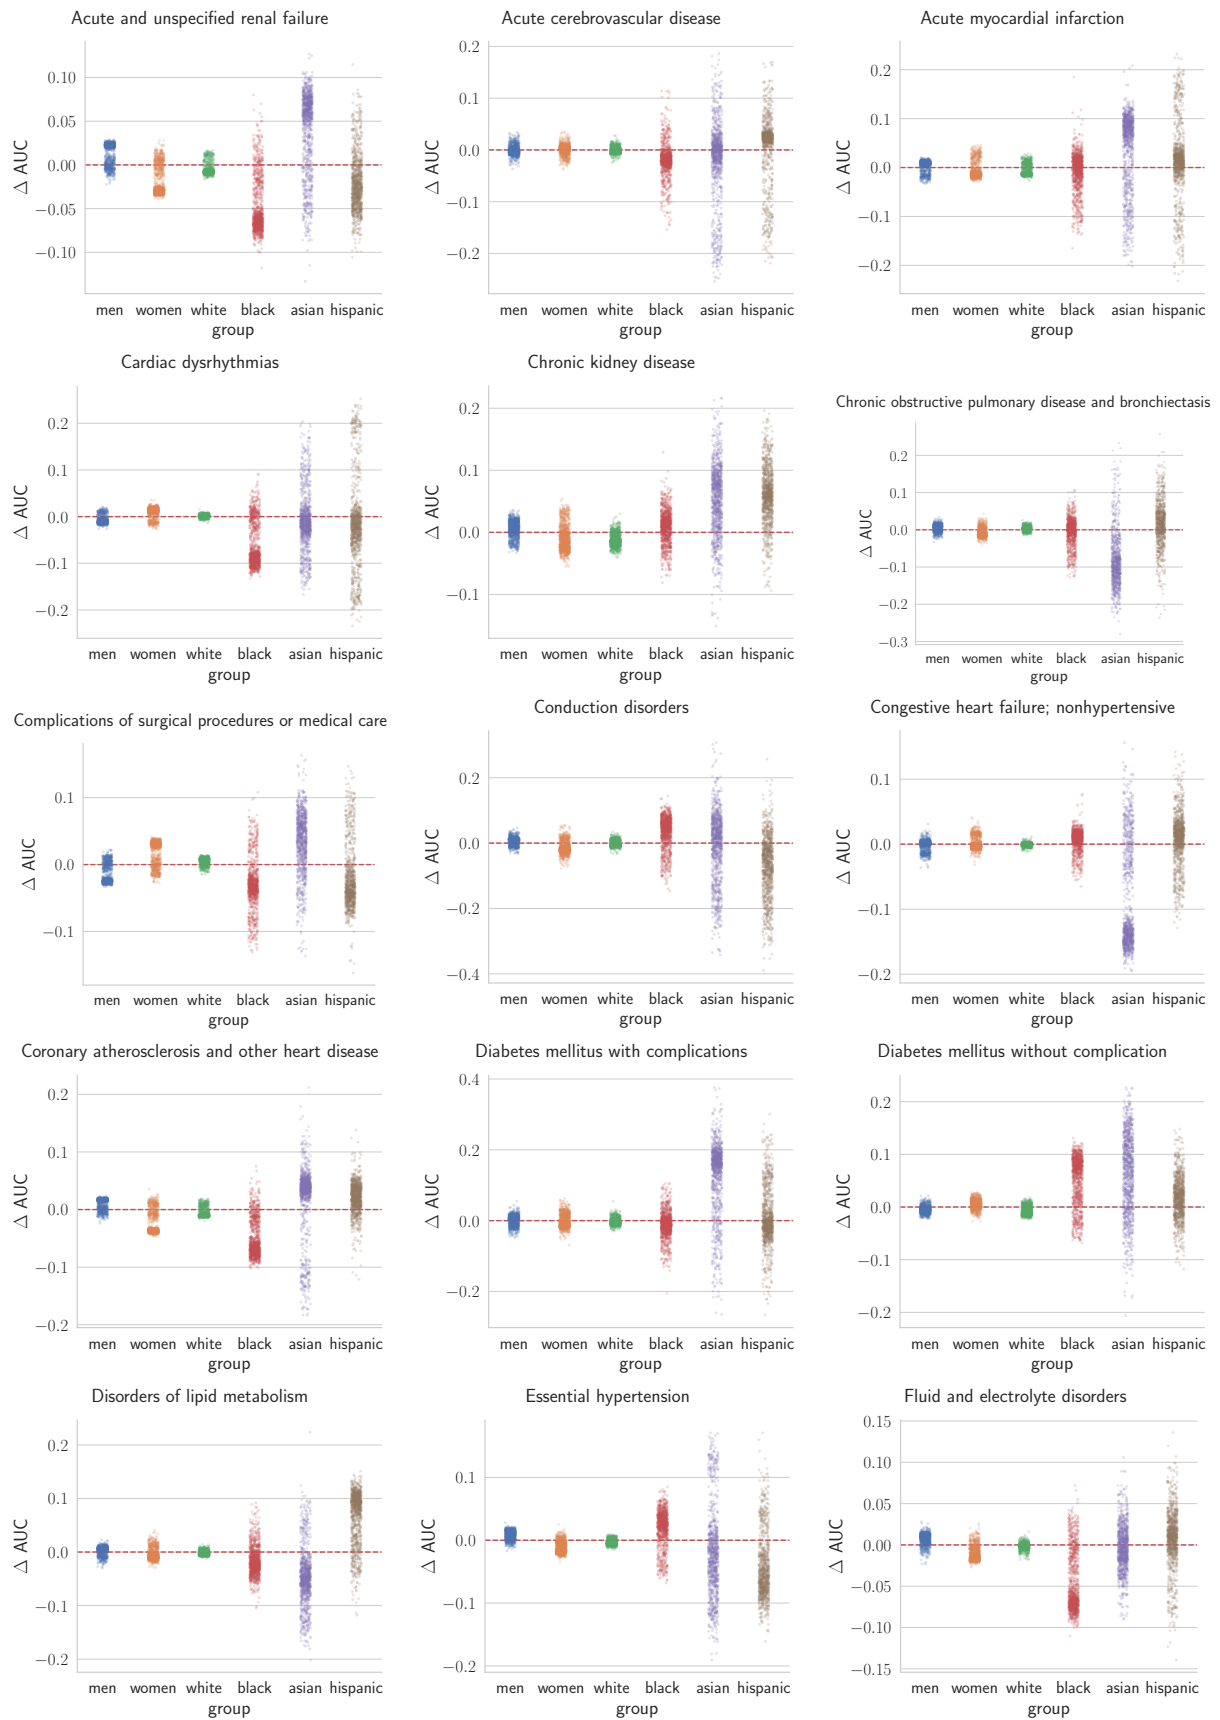 Acute and unspecified renal failure
0.10
0.05
0.00
−0.05
−0.10
Δ AUC
men women white black asian hispanic
group
Acute cerebrovascular disease
0.2
0.1
0.0
−0.1
−0.2
Δ AUC
men women white black asian hispanic
group
Acute myocardial infarction
0.2
0.1
0.0
−0.1
−0.2
Δ AUC
men women white black asian hispanic
group
Cardiac dysrhythmias
0.2
0.1
0.0
−0.1
−0.2
Δ AUC
men women white black asian hispanic
group
Chronic kidney disease
0.2
0.1
0.0
−0.1
Δ AUC
men women white black asian hispanic
group
Chronic obstructive pulmonary disease and bronchiectasis
0.2
0.1
0.0
−0.1
−0.2
−0.3
Δ AUC
men women white black asian hispanic
group
Complications of surgical procedures or medical care
0.1
0.0
−0.1
Δ AUC
men women white black asian hispanic
group
Conduction disorders
0.2
0.0
−0.2
−0.4
Δ AUC
men women white black asian hispanic
group
Congestive heart failure; nonhypertensive
0.1
0.0
−0.1
−0.2
Δ AUC
men women white black asian hispanic
group
Coronary atherosclerosis and other heart disease
0.2
0.1
0.0
−0.1
−0.2
Δ AUC
men women white black asian hispanic
group
Diabetes mellitus with complications
0.4
0.2
0.0
−0.2
Δ AUC
men women white black asian hispanic
group
Diabetes mellitus without complication
0.2
0.1
0.0
−0.1
−0.2
Δ AUC
men women white black asian hispanic
group
Disorders of lipid metabolism
0.2
0.1
0.0
−0.1
−0.2
Δ AUC
men women white black asian hispanic
group
Essential hypertension
0.1
0.0
−0.1
−0.2
Δ AUC
men women white black asian hispanic
group
Fluid and electrolyte disorders
0.15
0.10
0.05
0.00
−0.05
−0.10
−0.15
Δ AUC
men women white black asian hispanic
group